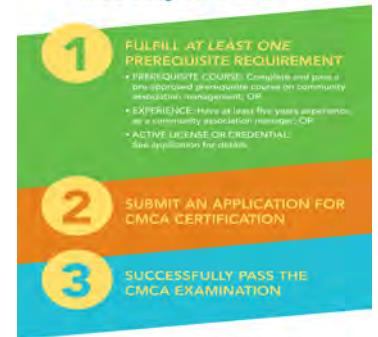 1
FULFILL AT LEAST ONE
PREREQUISITE REQUIREMENT
• PREREQUISITE COURSE: Complete and pass a
pre-approved prerequisite course on community
association management; OR
• EXPERIENCE: Have at least five years experience
as a community association manager; OR
• ACTIVE LICENSE OR CREDENTIAL:
See application for details
2
SUBMIT AN APPLICATION FOR
CMCA CERTIFICATION
3
SUCCESSFULLY PASS THE
CMCA EXAMINATION